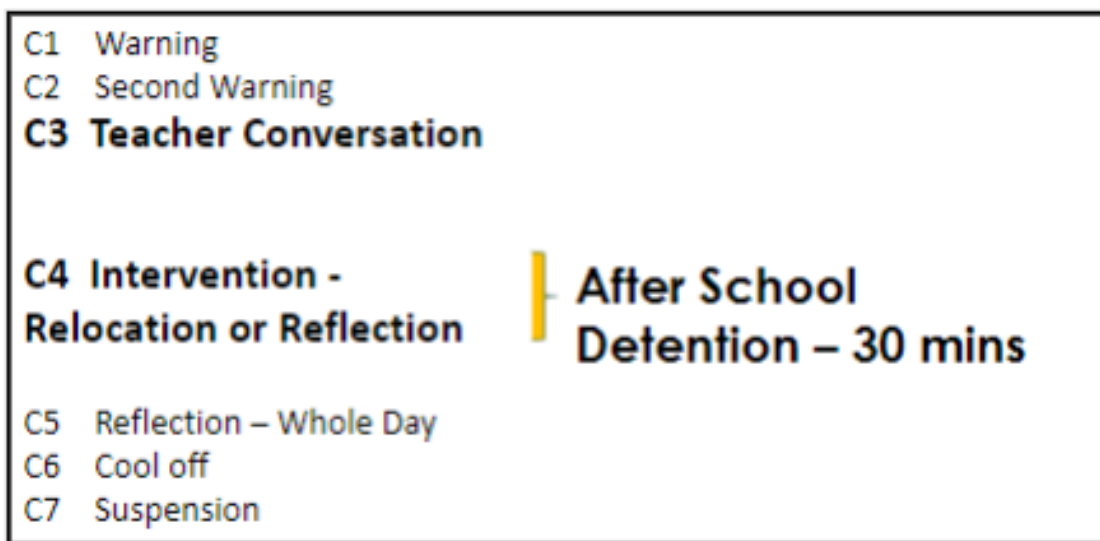 C1 Warning
C2 Second Warning
C3 Teacher Conversation
C4 Intervention -
Relocation or Reflection
After School
Detention – 30 mins
C5 Reflection – Whole Day
C6 Cool off
C7 Suspension